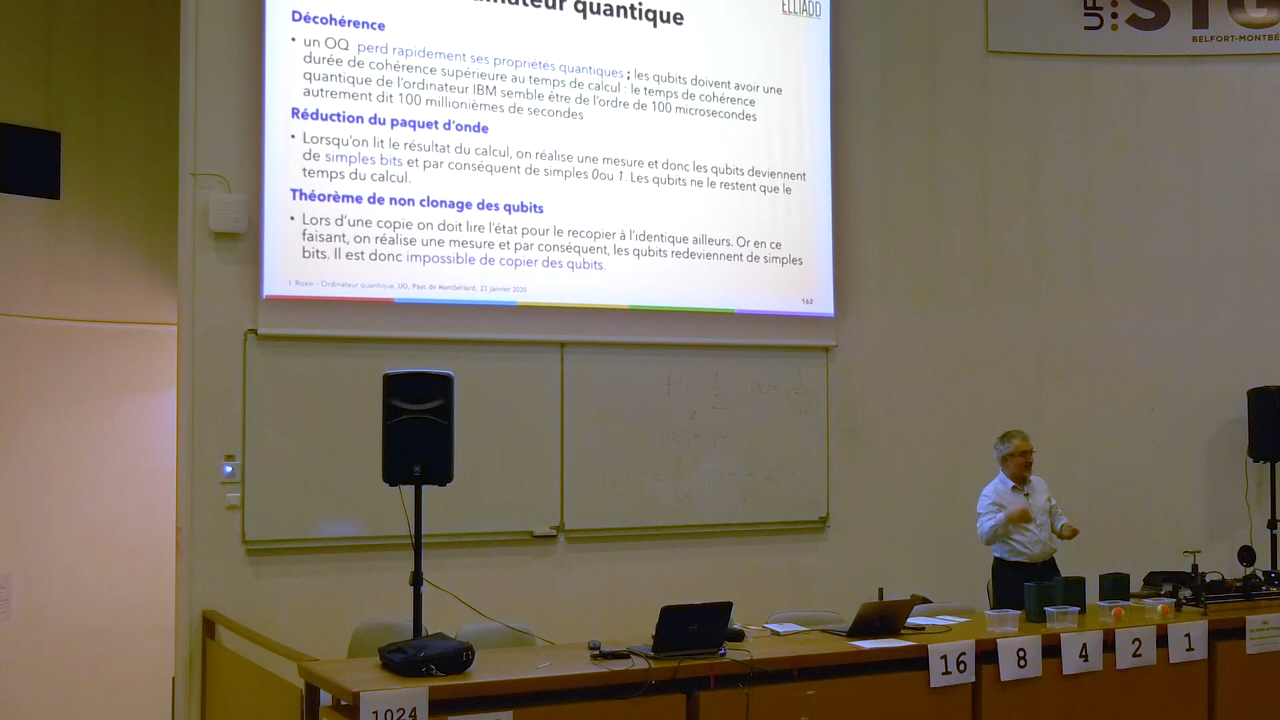 dinateur quantique
ELLIADD
UFR
STG
BELFORT-MONTBÉ
Décohérence
• un OQ perd rapidement ses propriétés quantiques ; les qubits doivent avoir une
durée de cohérence supérieure au temps de calcul : le temps de cohérence
quantique de l'ordinateur IBM semble être de l'ordre de 100 microsecondes
autrement dit 100 millionièmes de secondes
Réduction du paquet d'onde
• Lorsqu'on lit le résultat du calcul, on réalise une mesure et donc les qubits deviennent
de simples bits et par conséquent de simples 0ou 1. Les qubits ne le restent que le
temps du calcul.
Théorème de non clonage des qubits
• Lors d'une copie on doit lire l'état pour le recopier à l'identique ailleurs. Or en ce
faisant, on réalise une mesure et par conséquent, les qubits redeviennent de simples
bits. Il est donc impossible de copier des qubits.
I. Roxin - Ordinateur quantique, UO, Pays de Montbéliard, 23 janvier 2020
162
16
8
4
2
1
1024